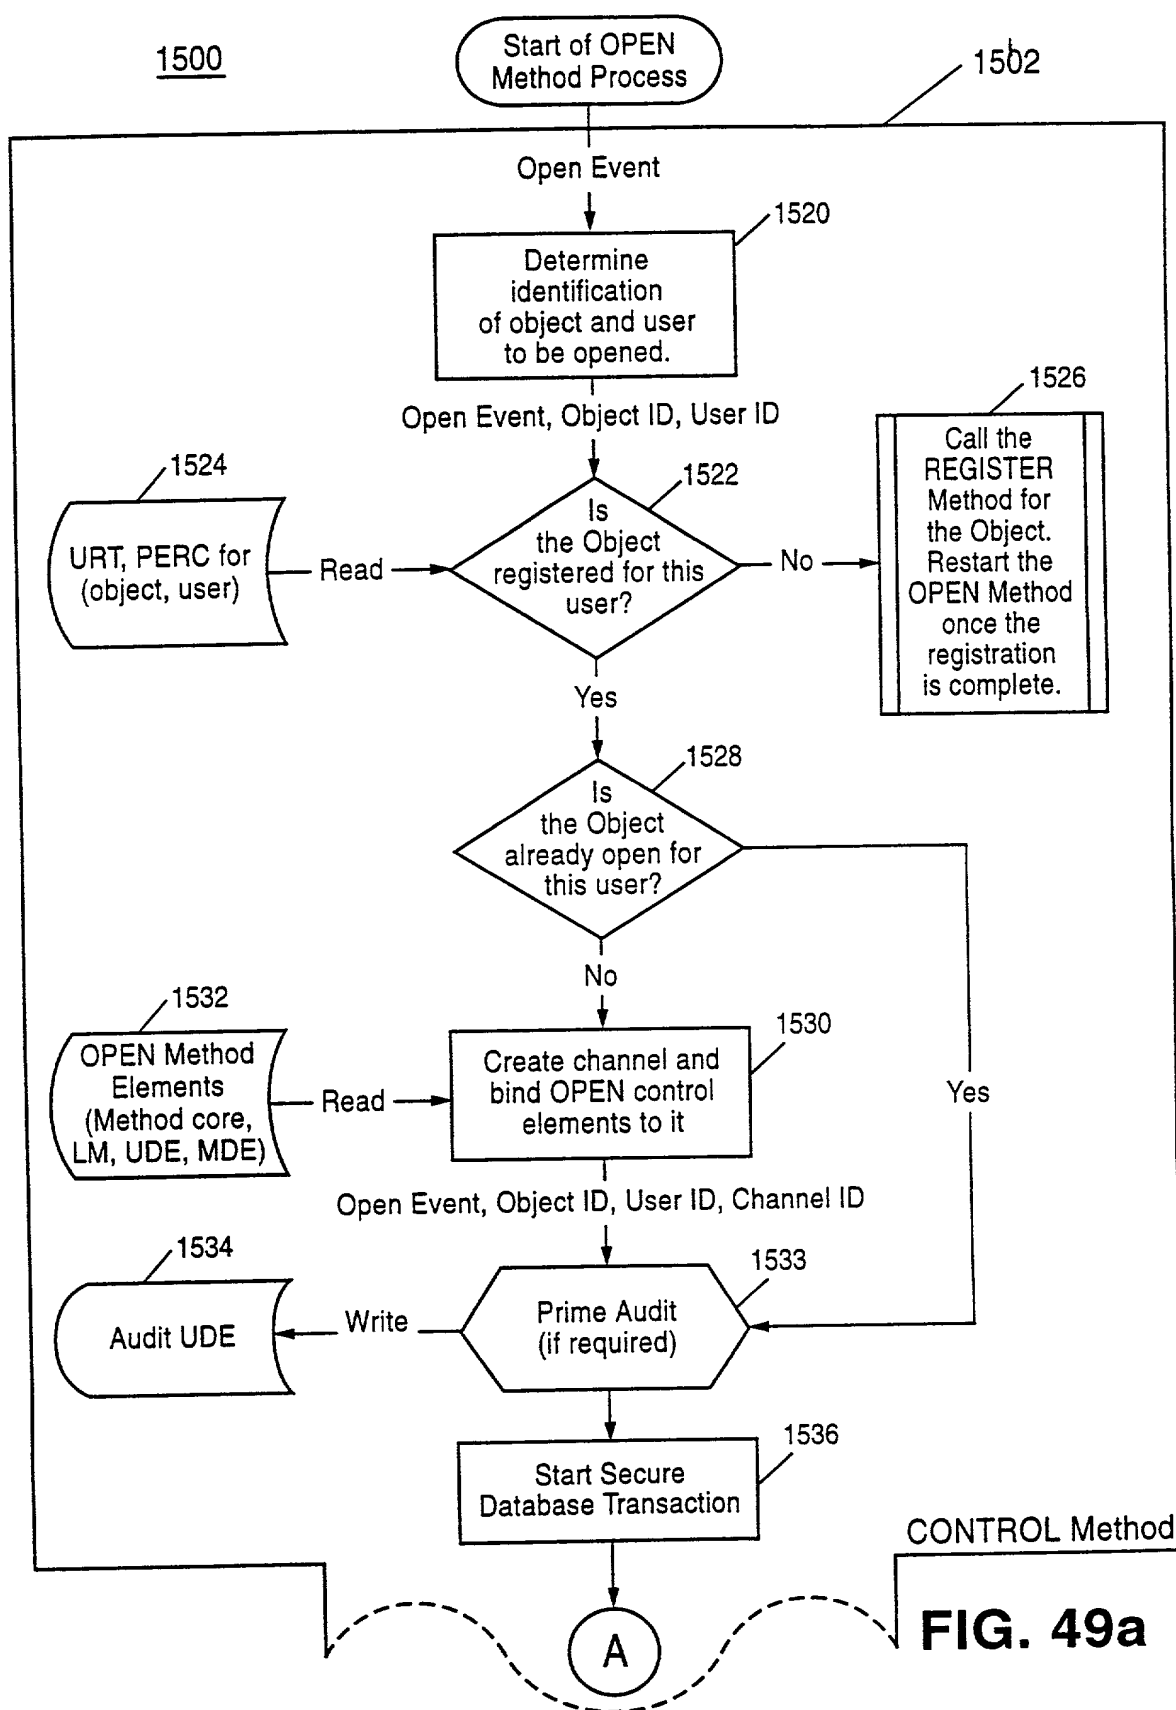 1500
Start of OPEN
Method Process
1502
Open Event
1520
Determine
identification
of object and user
to be opened.
Open Event, Object ID, User ID
1526
Call the
REGISTER
Method for
the Object.
Restart the
OPEN Method
once the
registration
is complete.
1524
URT, PERC for
(object, user)
Read
1522
Is
the Object
registered for this
user?
No
Yes
1528
Is
the Object
already open for
this user?
No
Yes
1532
OPEN Method
Elements
(Method core,
LM, UDE, MDE)
Read
1530
Create channel and
bind OPEN control
elements to it
Open Event, Object ID, User ID, Channel ID
1534
Audit UDE
Write
1533
Prime Audit
(if required)
1536
Start Secure
Database Transaction
CONTROL Method
A
FIG. 49a